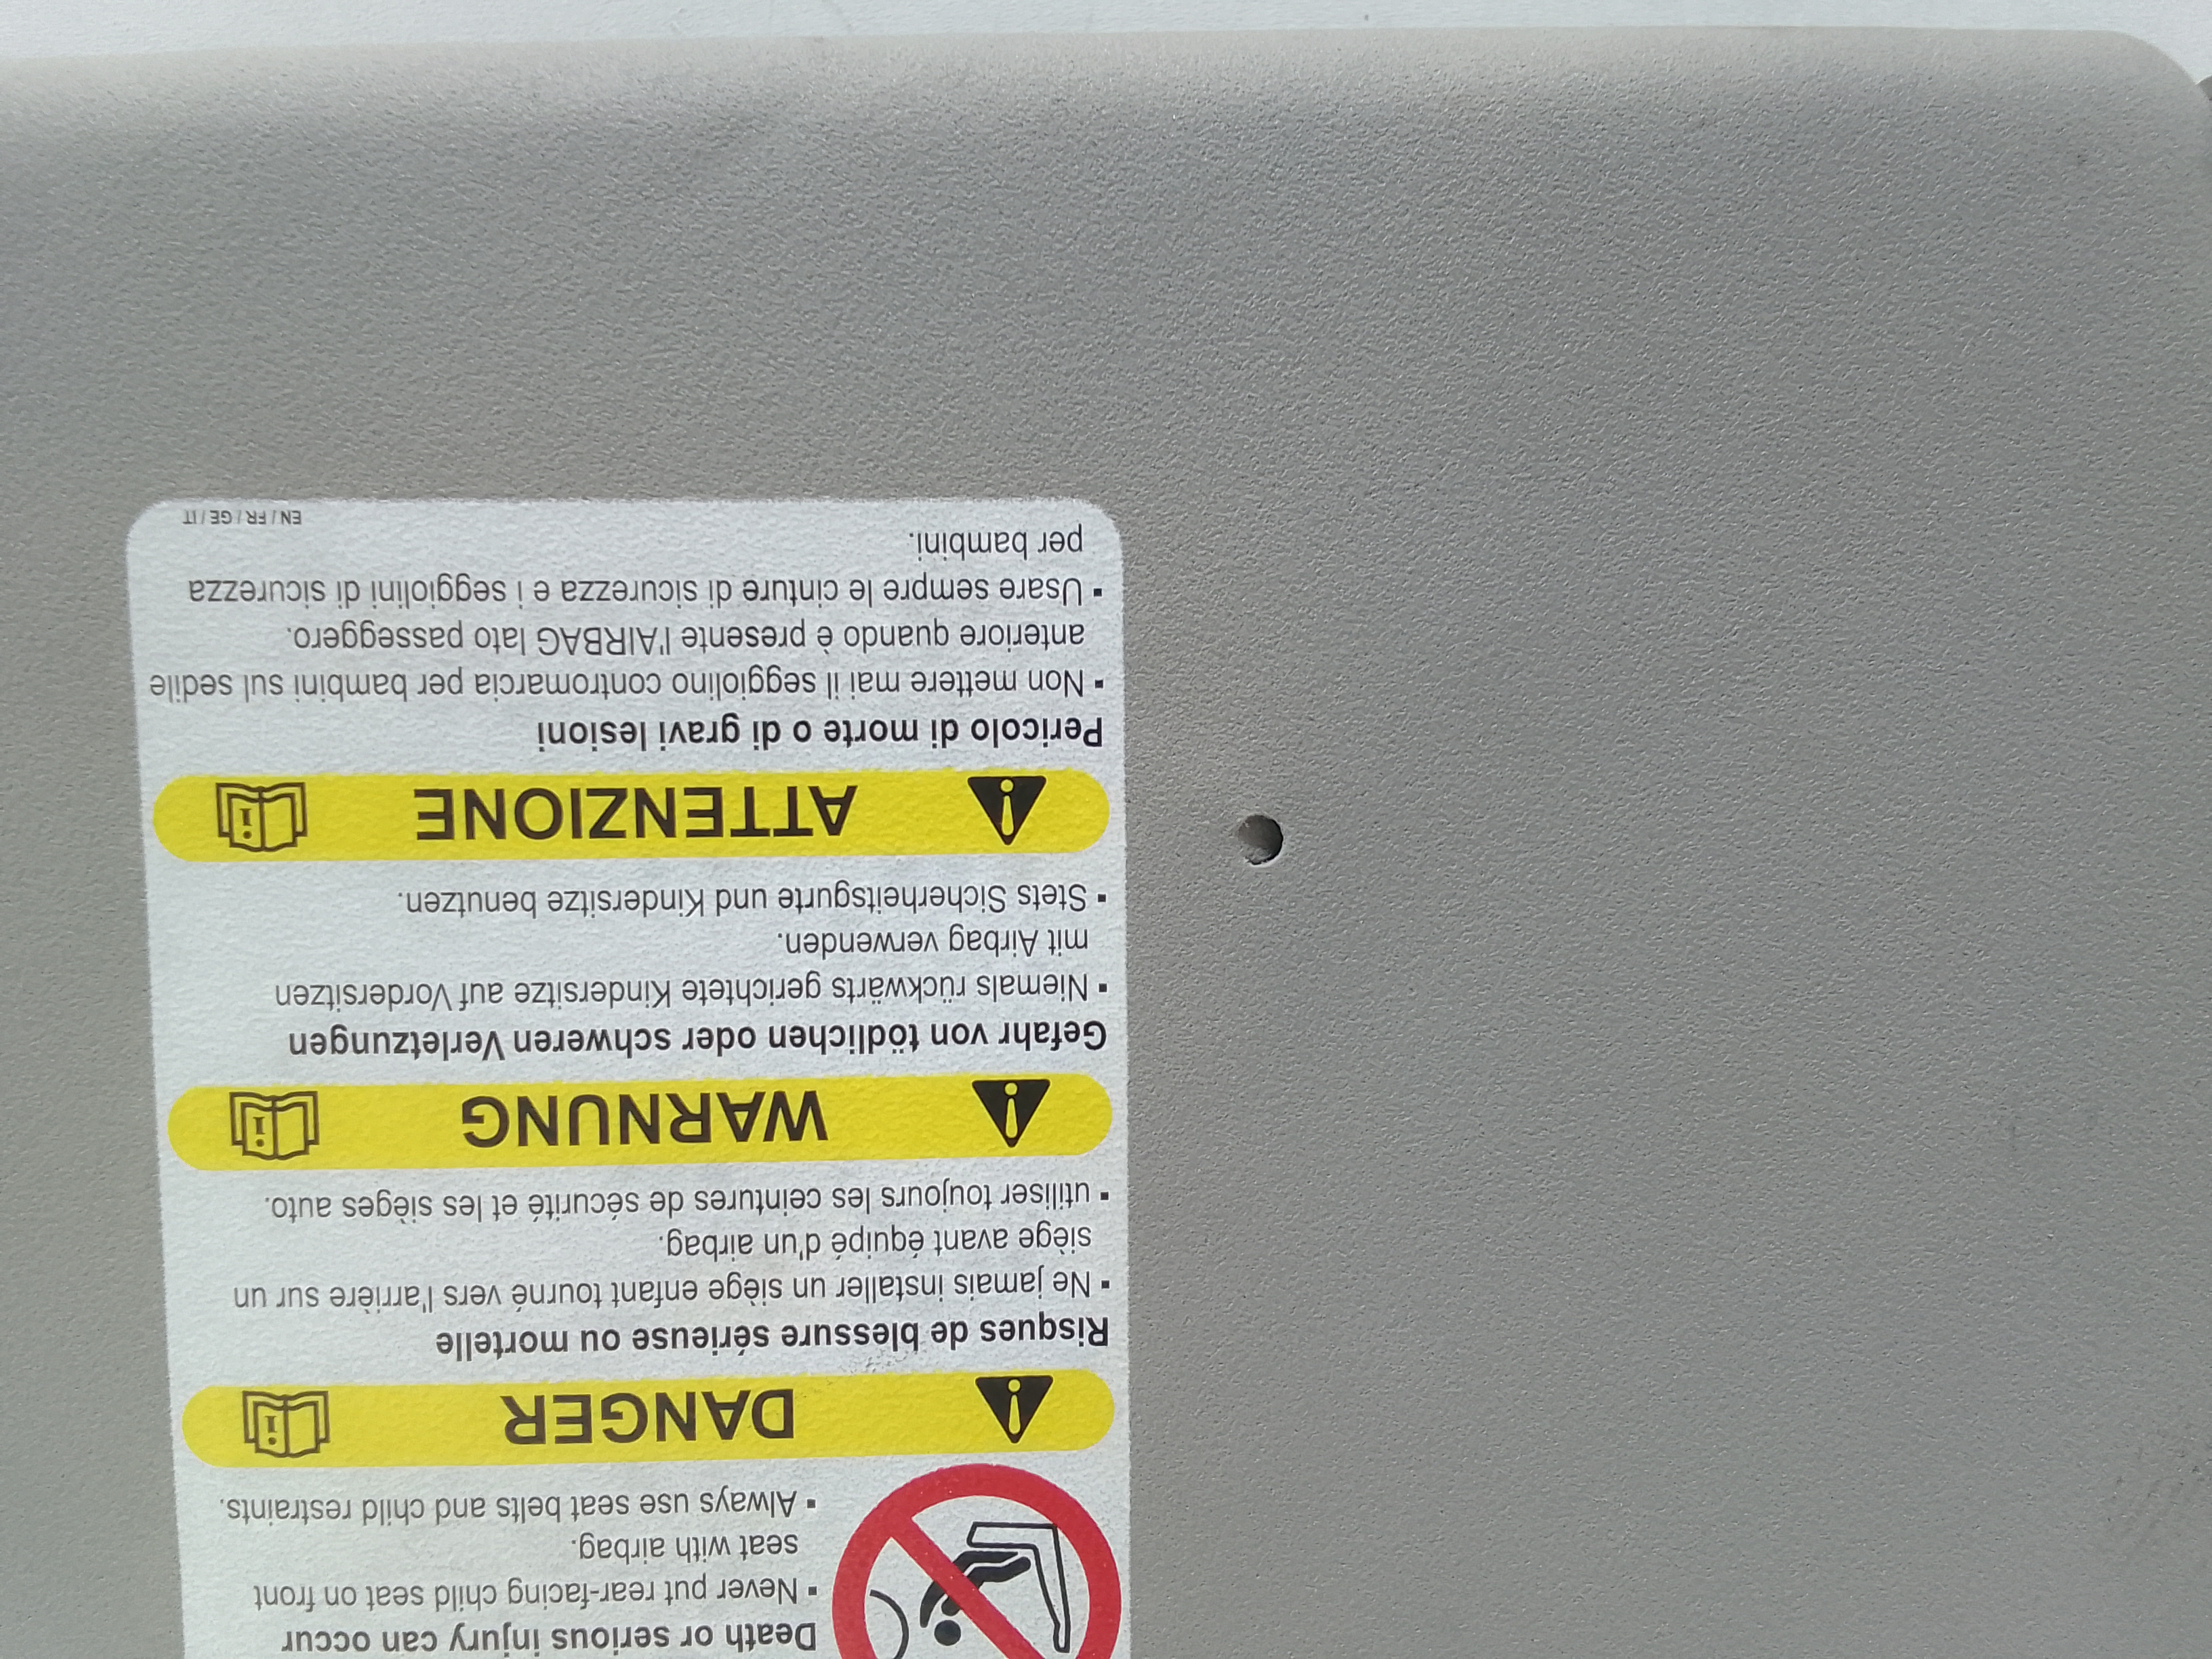 Death or serious injury can occur
▪ Never put rear-facing child seat on front
seat with airbag.
▪ Always use seat belts and child restraints.
DANGER
Risques de blessure sérieuse ou mortelle
▪ Ne jamais installer un siège enfant tourné vers l'arrière sur un
siège avant équipé d'un airbag.
▪ utiliser toujours les ceintures de sécurité et les sièges auto.
WARNUNG
Gefahr von tödlichen oder schweren Verletzungen
▪ Niemals rückwärts gerichtete Kindersitze auf Vordersitzen
mit Airbag verwenden.
▪ Stets Sicherheitsgurte und Kindersitze benutzen.
ATTENZIONE
Pericolo di morte o di gravi lesioni
▪ Non mettere mai il seggiolino contromarcia per bambini sul sedile
anteriore quando è presente l'AIRBAG lato passeggero.
▪ Usare sempre le cinture di sicurezza e i seggiolini di sicurezza
per bambini.
EN / FR / GE / IT